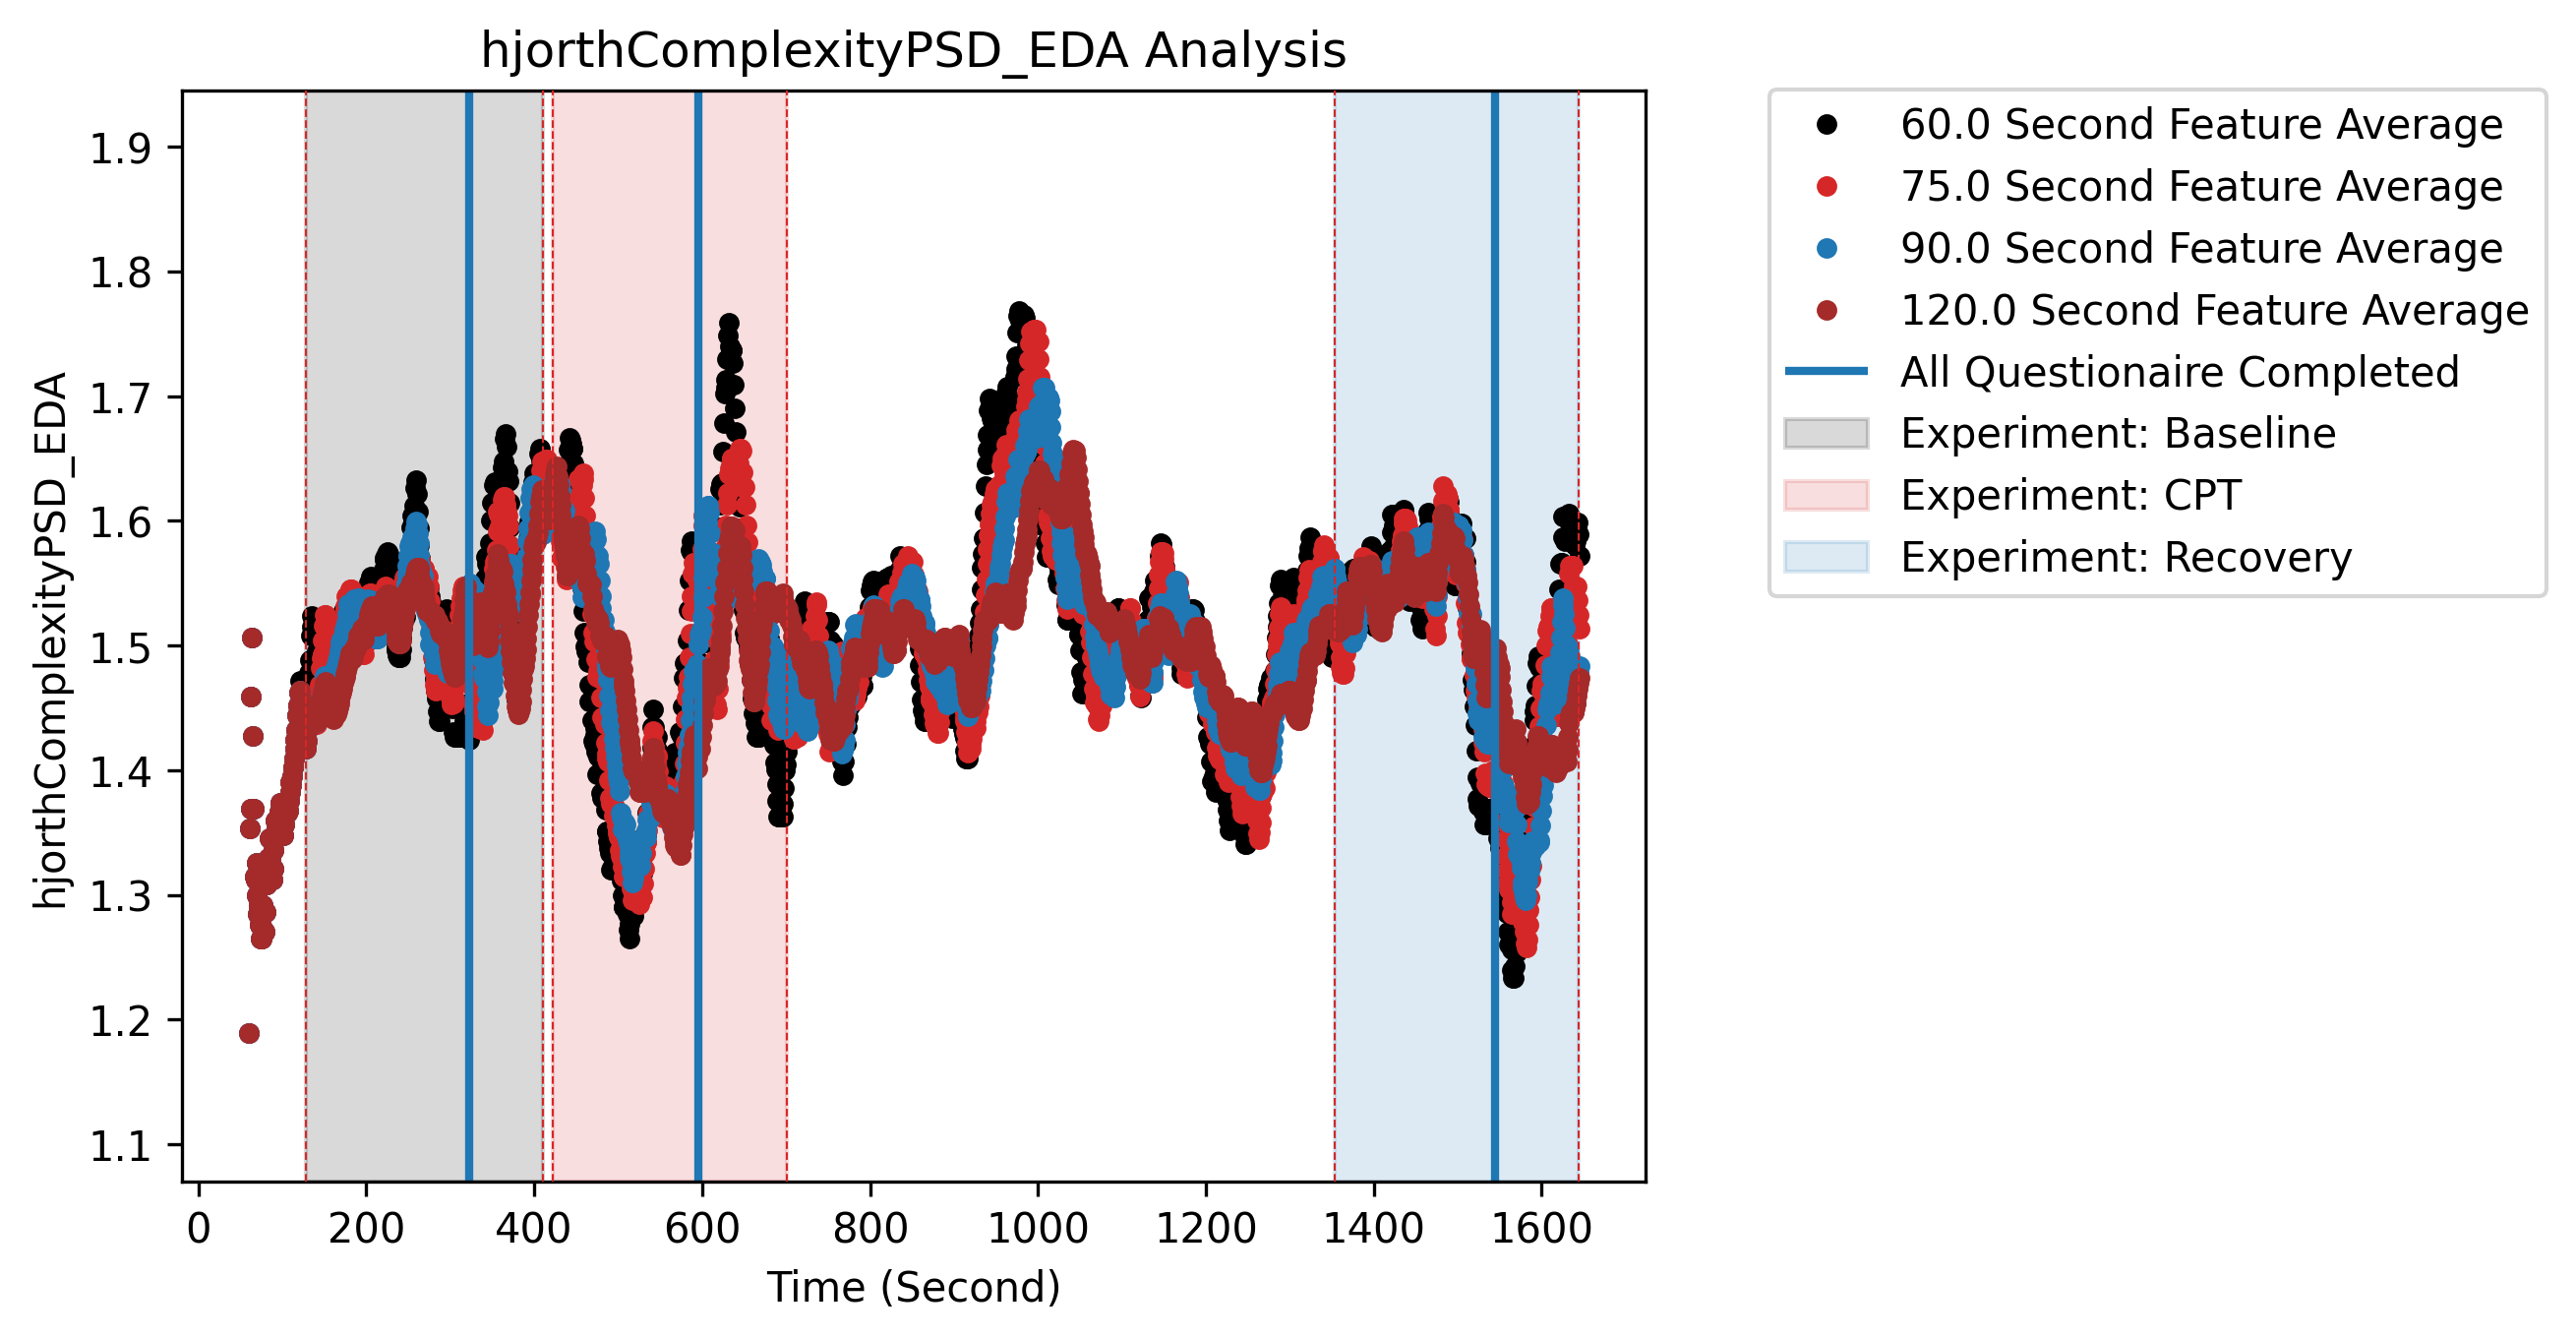 hjorthComplexityPSD_EDA Analysis
hjorthComplexityPSD_EDA
1.9
1.8
1.7
1.6
1.5
1.4
1.3
1.2
1.1
0 200 400 600 800 1000 1200 1400 1600
Time (Second)
60.0 Second Feature Average
75.0 Second Feature Average
90.0 Second Feature Average
120.0 Second Feature Average
All Questionaire Completed
Experiment: Baseline
Experiment: CPT
Experiment: Recovery